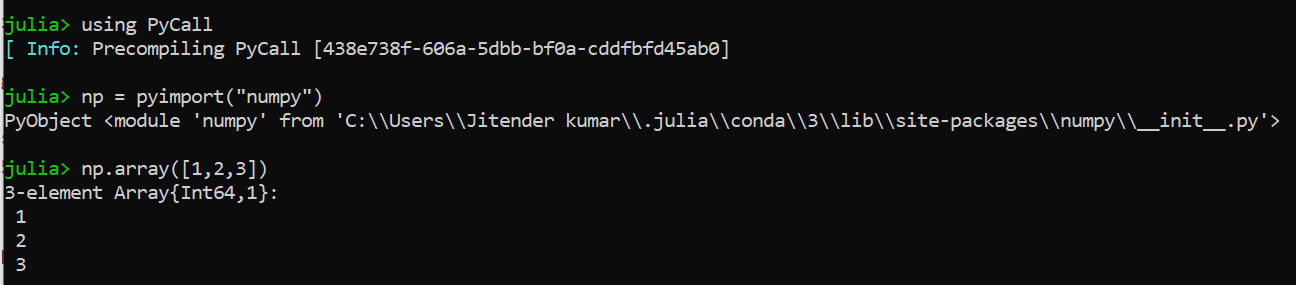 julia> using PyCall
[ Info: Precompiling PyCall [438e738f-606a-5dbb-bf0a-cddfbfd45ab0]
julia> np = pyimport("numpy")
PyObject <module 'numpy' from 'C:\\Users\\Jitender kumar\\.julia\\conda\\3\\lib\\site-packages\\numpy\\__init__.py'>
julia> np.array([1,2,3])
3-element Array{Int64,1}:
1
2
3